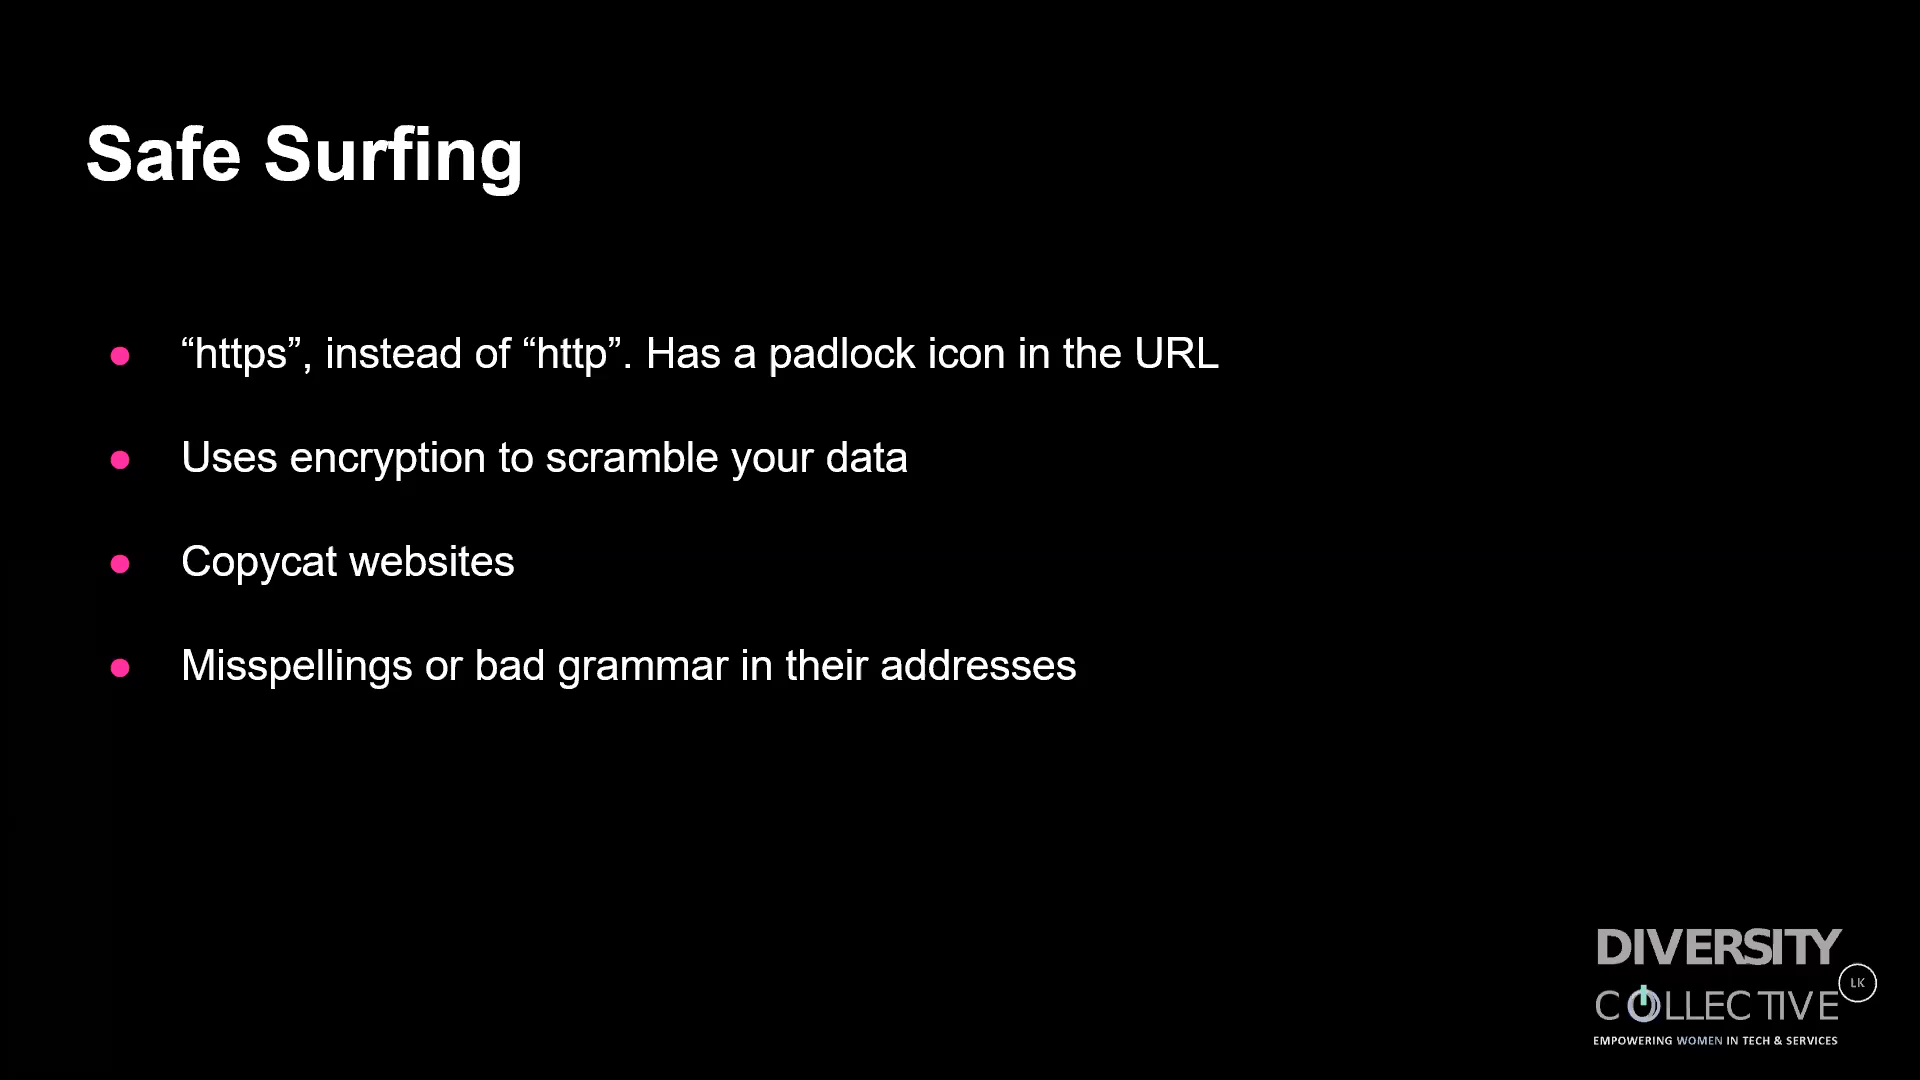 Safe Surfing
“https”, instead of “http”. Has a padlock icon in the URL
Uses encryption to scramble your data
Copycat websites
Misspellings or bad grammar in their addresses
DIVERSITY
COLLECTIVE
LK
EMPOWERING WOMEN IN TECH & SERVICES